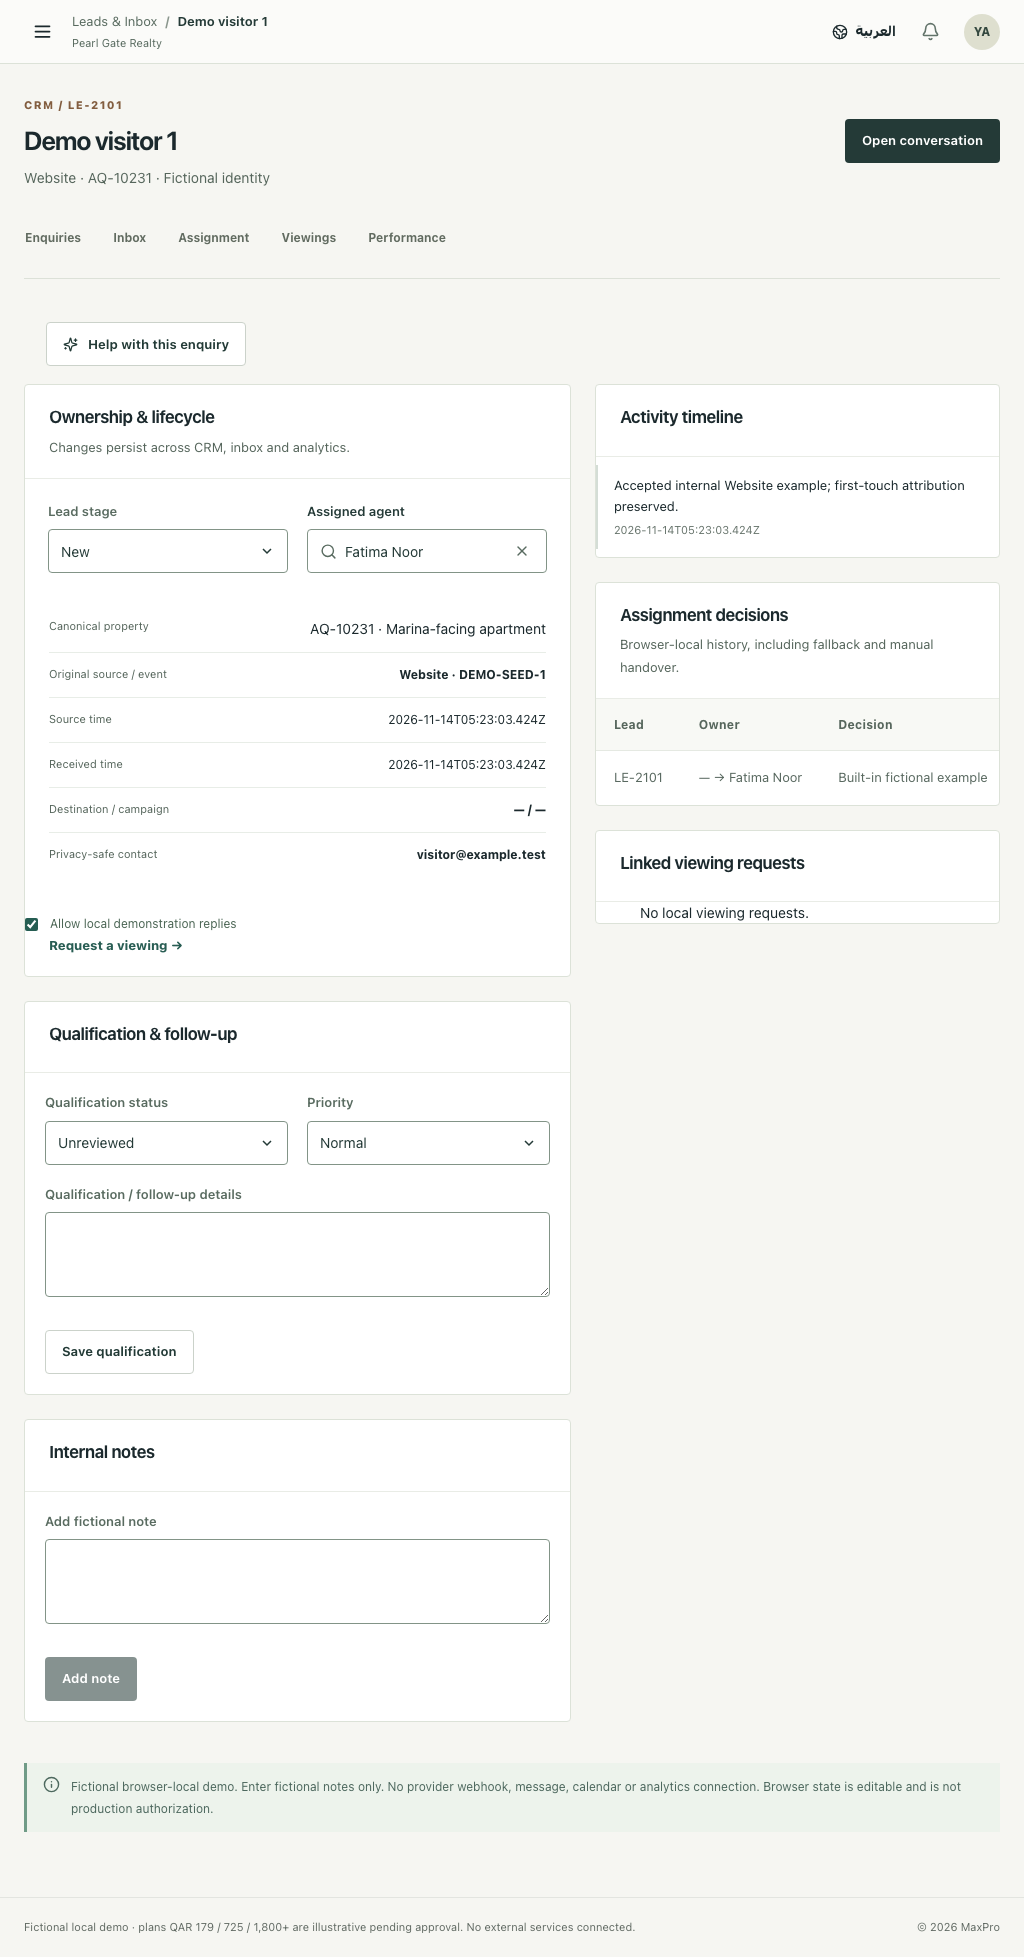 Leads & Inbox / Demo visitor 1
Pearl Gate Realty
العربية
YA
CRM / LE-2101
Demo visitor 1
Open conversation
Website · AQ-10231 · Fictional identity
Enquiries Inbox Assignment Viewings Performance
Help with this enquiry
Ownership & lifecycle
Changes persist across CRM, inbox and analytics.
Lead stage Assigned agent
New Fatima Noor
Canonical property AQ-10231 · Marina-facing apartment
Original source / event Website · DEMO-SEED-1
Source time 2026-11-14T05:23:03.424Z
Received time 2026-11-14T05:23:03.424Z
Destination / campaign — / —
Privacy-safe contact visitor@example.test
Allow local demonstration replies
Request a viewing →
Activity timeline
Accepted internal Website example; first-touch attribution
preserved.
2026-11-14T05:23:03.424Z
Assignment decisions
Browser-local history, including fallback and manual
handover.
Lead Owner Decision
LE-2101 — → Fatima Noor Built-in fictional example
Linked viewing requests
No local viewing requests.
Qualification & follow-up
Qualification status Priority
Unreviewed Normal
Qualification / follow-up details
Save qualification
Internal notes
Add fictional note
Add note
Fictional browser-local demo. Enter fictional notes only. No provider webhook, message, calendar or analytics connection. Browser state is editable and is not
production authorization.
Fictional local demo · plans QAR 179 / 725 / 1,800+ are illustrative pending approval. No external services connected. © 2026 MaxPro